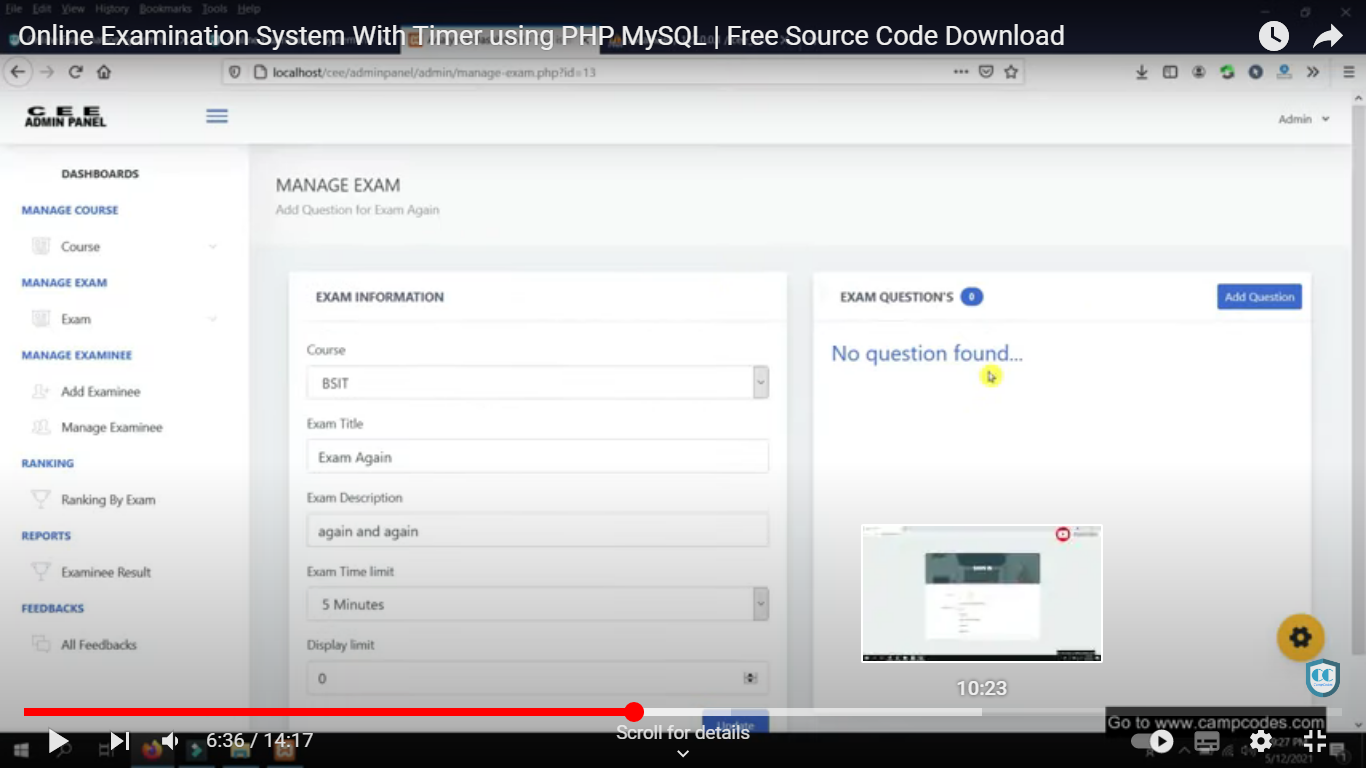 File Edit View History Bookmarks Tools Help
Online Examination System With Timer using PHP MySQL | Free Source Code Download
localhost/cee/adminpanel/admin/manage-exam.php?id=13
CEE
ADMIN PANEL
Admin
DASHBOARDS
MANAGE COURSE
Course
MANAGE EXAM
Exam
MANAGE EXAMINEE
Add Examinee
Manage Examinee
RANKING
Ranking By Exam
REPORTS
Examinee Result
FEEDBACKS
All Feedbacks
MANAGE EXAM
Add Question for Exam Again
EXAM INFORMATION
Course
BSIT
Exam Title
Exam Again
Exam Description
again and again
Exam Time limit
5 Minutes
Display limit
0
Update
EXAM QUESTION'S 0
Add Question
No question found...
10:23
CC
Go to www.campcodes.com
6:36 / 14:17
Scroll for details
5/12/2021